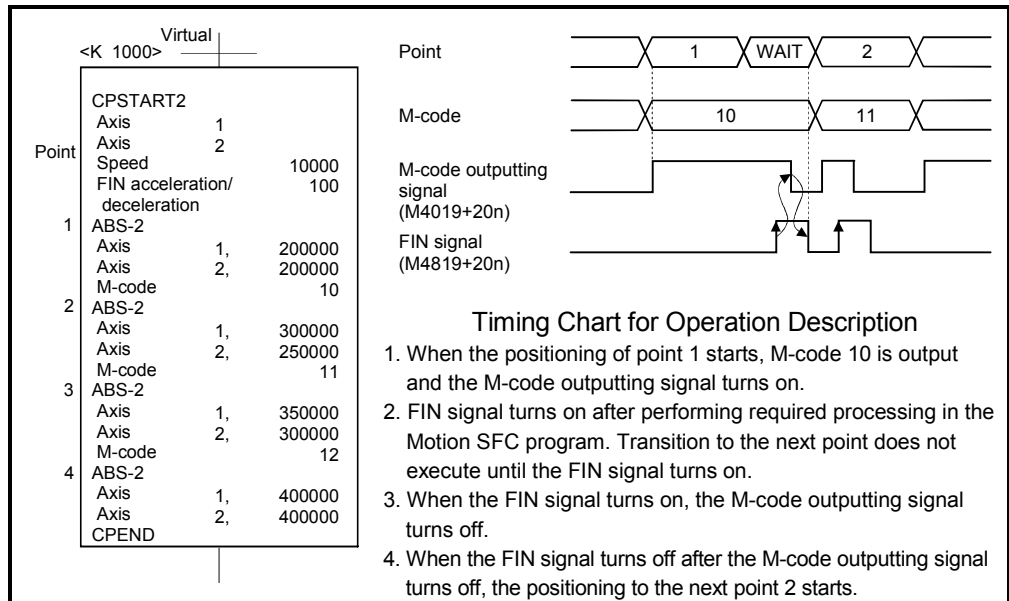 Virtual
<K 1000>
CPSTART2
Axis 1
Axis 2
Point
Speed 10000
FIN acceleration/ 100
deceleration
1 ABS-2
Axis 1, 200000
Axis 2, 200000
M-code 10
2 ABS-2
Axis 1, 300000
Axis 2, 250000
M-code 11
3 ABS-2
Axis 1, 350000
Axis 2, 300000
M-code 12
4 ABS-2
Axis 1, 400000
Axis 2, 400000
CPEND
Point 1 WAIT 2
M-code 10 11
M-code outputting
signal
(M4019+20n)
FIN signal
(M4819+20n)
Timing Chart for Operation Description
1. When the positioning of point 1 starts, M-code 10 is output
and the M-code outputting signal turns on.
2. FIN signal turns on after performing required processing in the
Motion SFC program. Transition to the next point does not
execute until the FIN signal turns on.
3. When the FIN signal turns on, the M-code outputting signal
turns off.
4. When the FIN signal turns off after the M-code outputting signal
turns off, the positioning to the next point 2 starts.